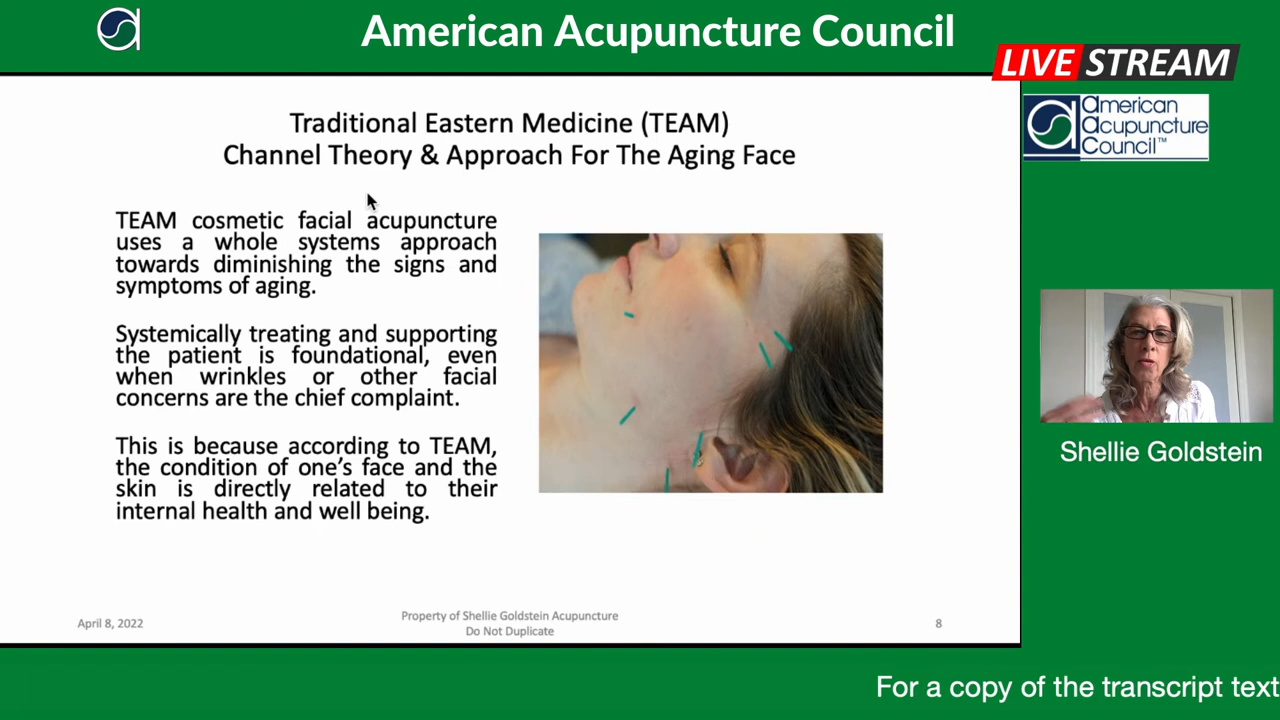 American Acupuncture Council
LIVE STREAM
american
acupuncture
Council™
Traditional Eastern Medicine (TEAM)
Channel Theory & Approach For The Aging Face
TEAM cosmetic facial acupuncture
uses a whole systems approach
towards diminishing the signs and
symptoms of aging.
Systemically treating and supporting
the patient is foundational, even
when wrinkles or other facial
concerns are the chief complaint.
This is because according to TEAM,
the condition of one's face and the
skin is directly related to their
internal health and well being.
Shellie Goldstein
April 8, 2022
Property of Shellie Goldstein Acupuncture
Do Not Duplicate
8
For a copy of the transcript text